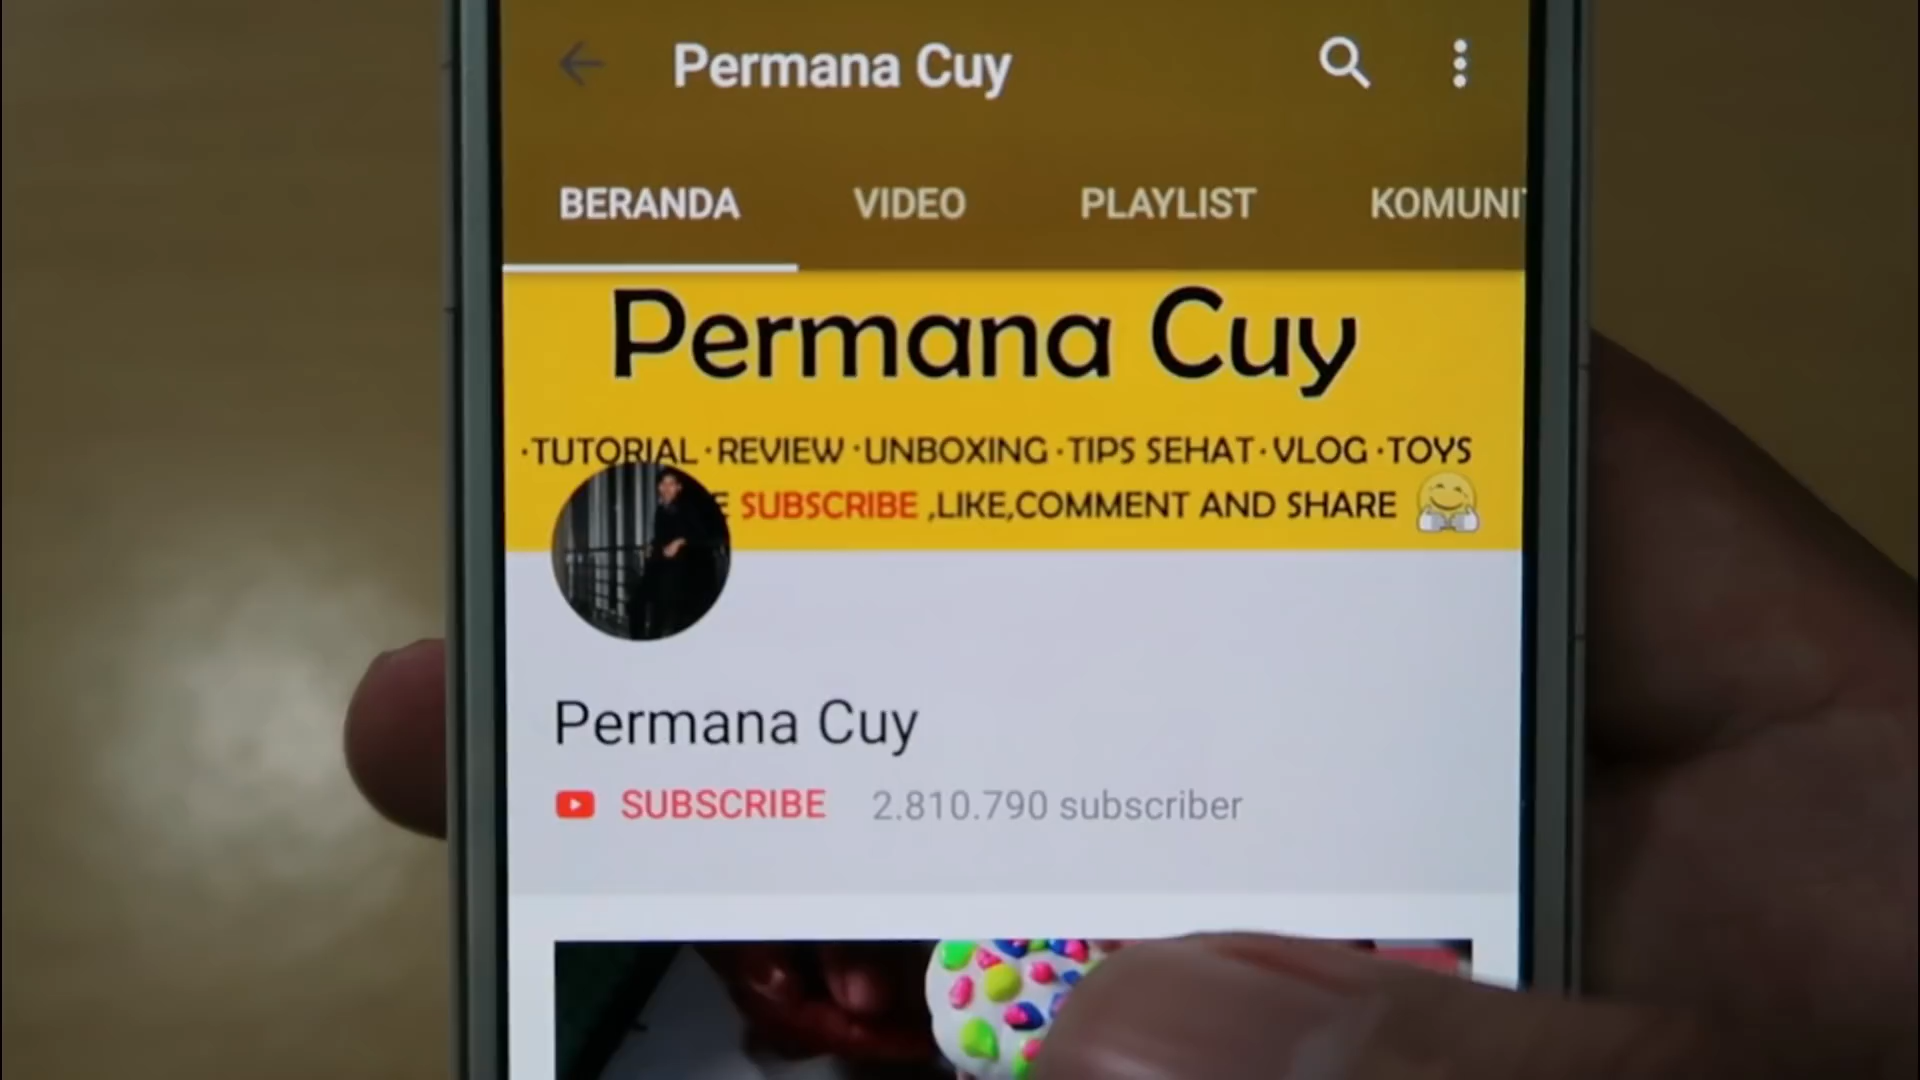 Permana Cuy
BERANDA VIDEO PLAYLIST KOMUNI
Permana Cuy
·TUTORIAL ·REVIEW ·UNBOXING ·TIPS SEHAT ·VLOG ·TOYS
SUBSCRIBE ,LIKE,COMMENT AND SHARE
Permana Cuy
SUBSCRIBE 2.810.790 subscriber